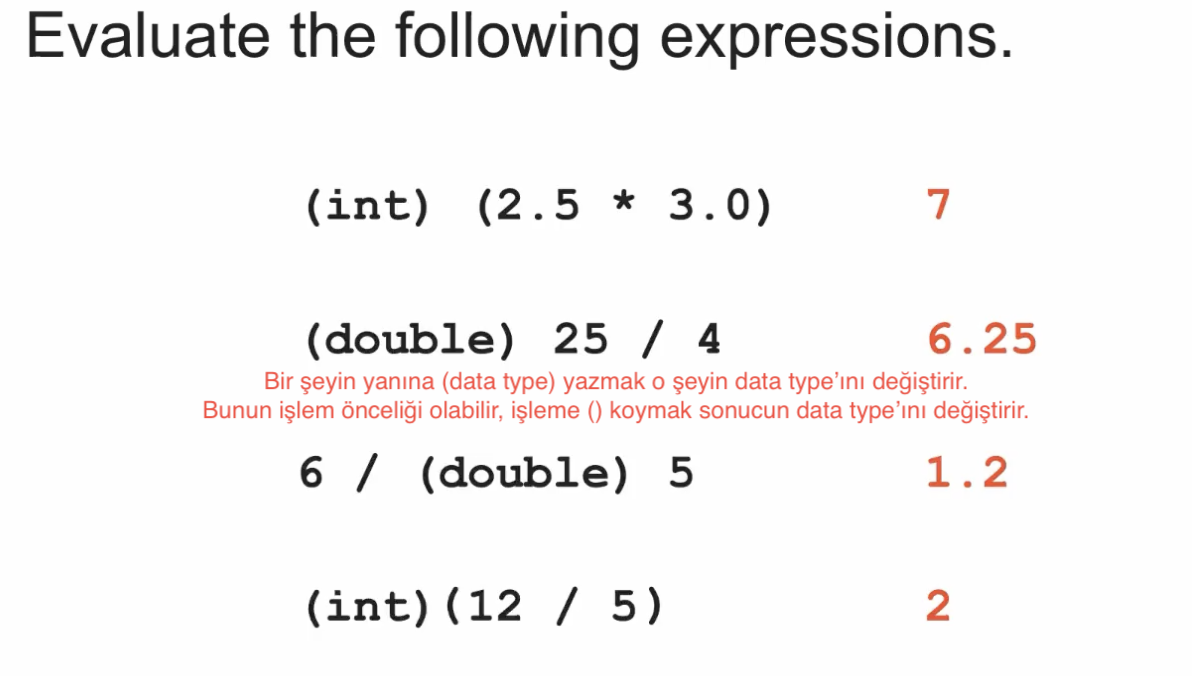 Evaluate the following expressions.
(int) (2.5 * 3.0) 7
(double) 25 / 4 6.25
Bir şeyin yanına (data type) yazmak o şeyin data type’ını değiştirir.
Bunun işlem önceliği olabilir, işleme () koymak sonucun data type’ını değiştirir.
6 / (double) 5 1.2
(int)(12 / 5) 2